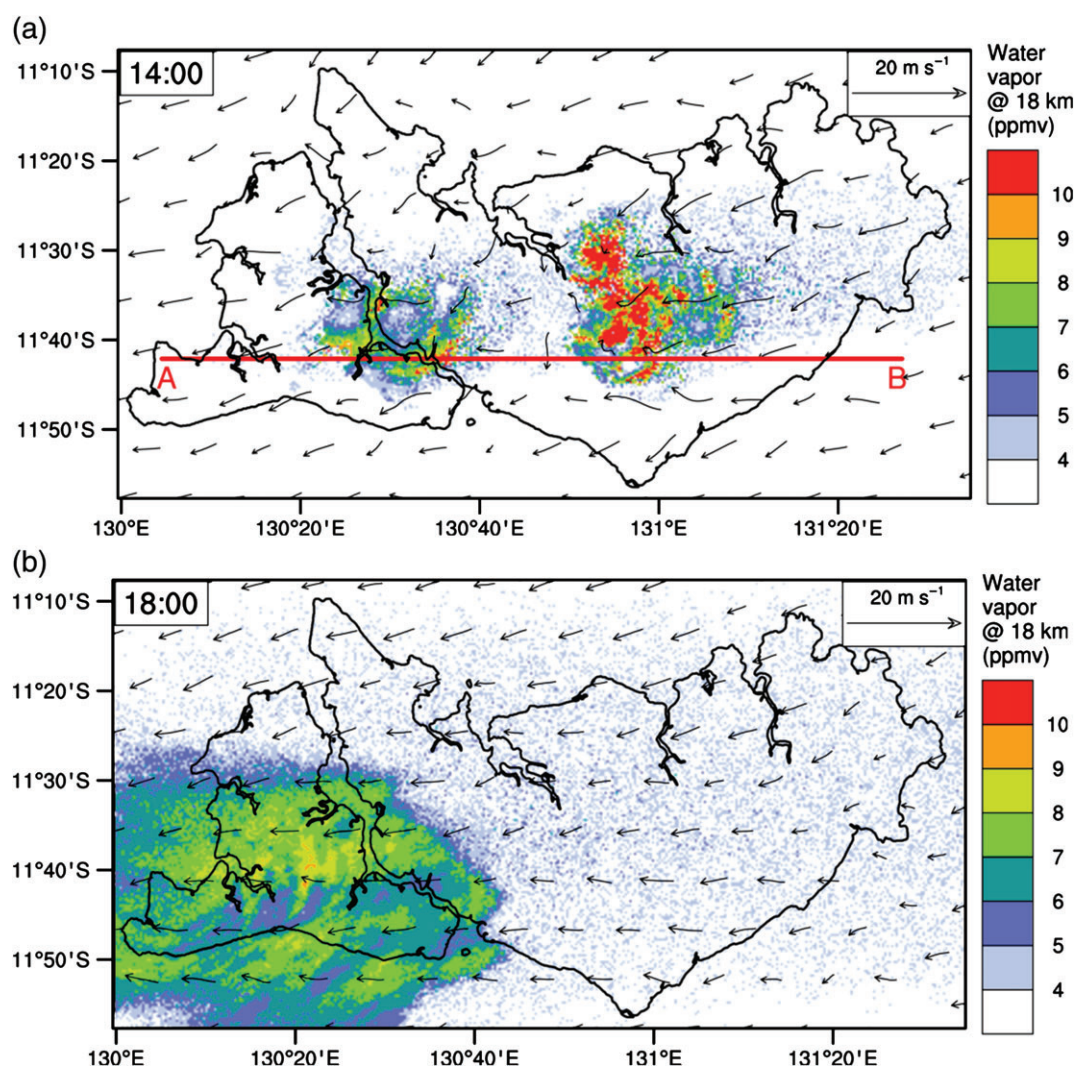 (a)
14:00
20 m s⁻¹
Water
vapor
@ 18 km
(ppmv)
11°10'S
11°20'S
11°30'S
11°40'S
11°50'S
A
B
10
9
8
7
6
5
4
130°E
130°20'E
130°40'E
131°E
131°20'E
(b)
18:00
20 m s⁻¹
Water
vapor
@ 18 km
(ppmv)
11°10'S
11°20'S
11°30'S
11°40'S
11°50'S
10
9
8
7
6
5
4
130°E
130°20'E
130°40'E
131°E
131°20'E